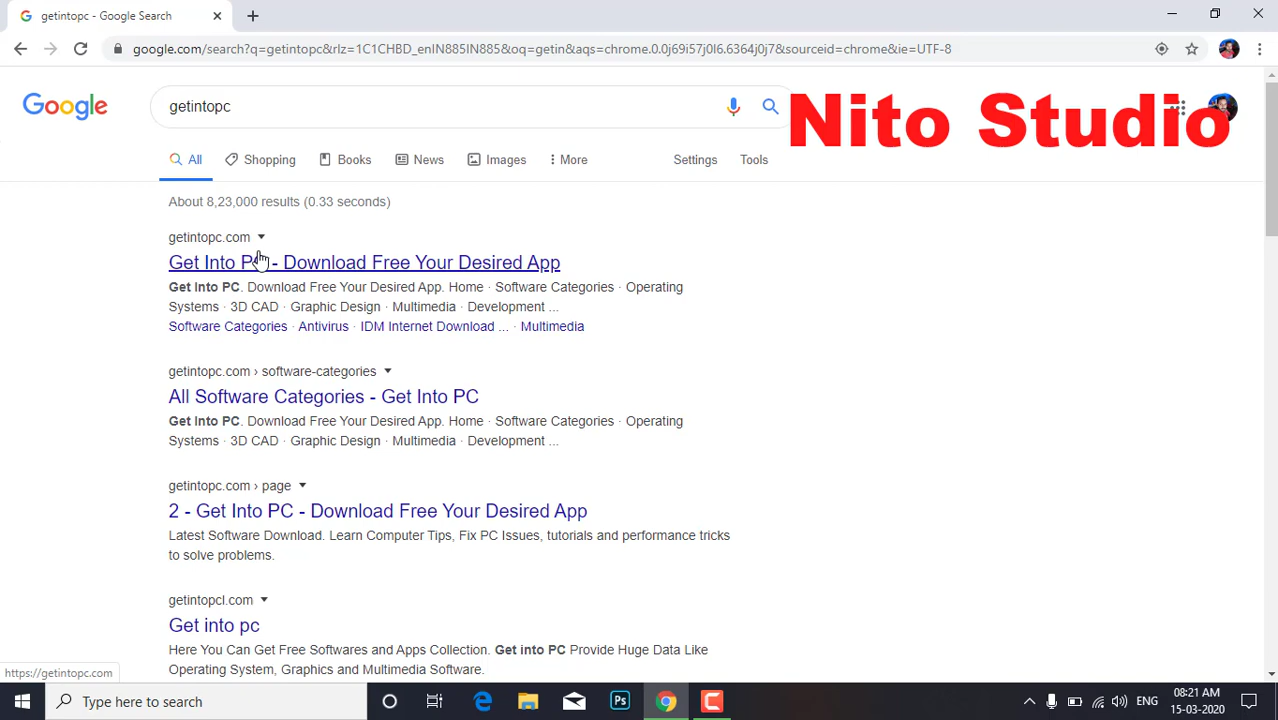 getintopc - Google Search
google.com/search?q=getintopc&rlz=1C1CHBD_enIN885IN885&oq=getin&aqs=chrome.0.0j69i57j0l6.6364j0j7&sourceid=chrome&ie=UTF-8
Google
getintopc
Nito Studio
All
Shopping
Books
News
Images
More
Settings
Tools
About 8,23,000 results (0.33 seconds)
getintopc.com
Get Into PC - Download Free Your Desired App
Get Into PC. Download Free Your Desired App. Home · Software Categories · Operating
Systems · 3D CAD · Graphic Design · Multimedia · Development ...
Software Categories · Antivirus · IDM Internet Download ... · Multimedia
getintopc.com › software-categories
All Software Categories - Get Into PC
Get Into PC. Download Free Your Desired App. Home · Software Categories · Operating
Systems · 3D CAD · Graphic Design · Multimedia · Development ...
getintopc.com › page
2 - Get Into PC - Download Free Your Desired App
Latest Software Download. Learn Computer Tips, Fix PC Issues, tutorials and performance tricks
to solve problems.
getintopcl.com
Get into pc
Here You Can Get Free Softwares and Apps Collection. Get into PC Provide Huge Data Like
Operating System, Graphics and Multimedia Software.
https://getintopc.com
Type here to search
Ps
ENG
08:21 AM
15-03-2020